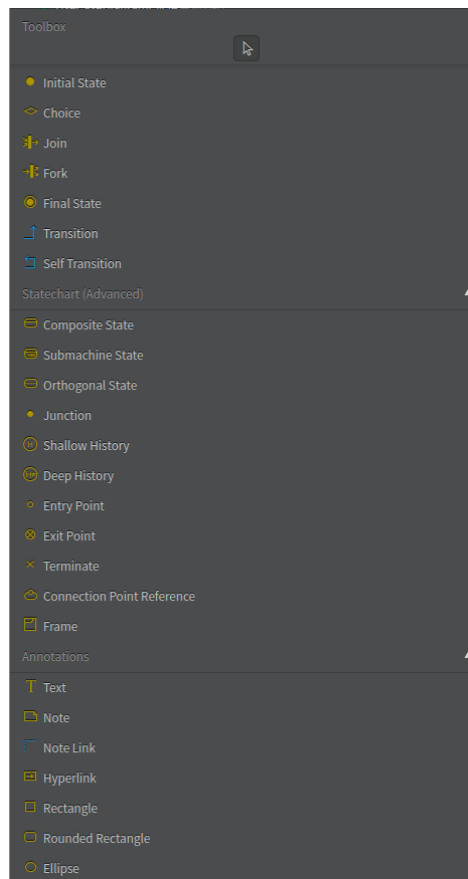 Toolbox
Initial State
Choice
Join
Fork
Final State
Transition
Self Transition
Statechart (Advanced)
Composite State
Submachine State
Orthogonal State
Junction
H Shallow History
Deep History
Entry Point
Exit Point
Terminate
Connection Point Reference
Frame
Annotations
T Text
Note
Note Link
Hyperlink
Rectangle
Rounded Rectangle
Ellipse